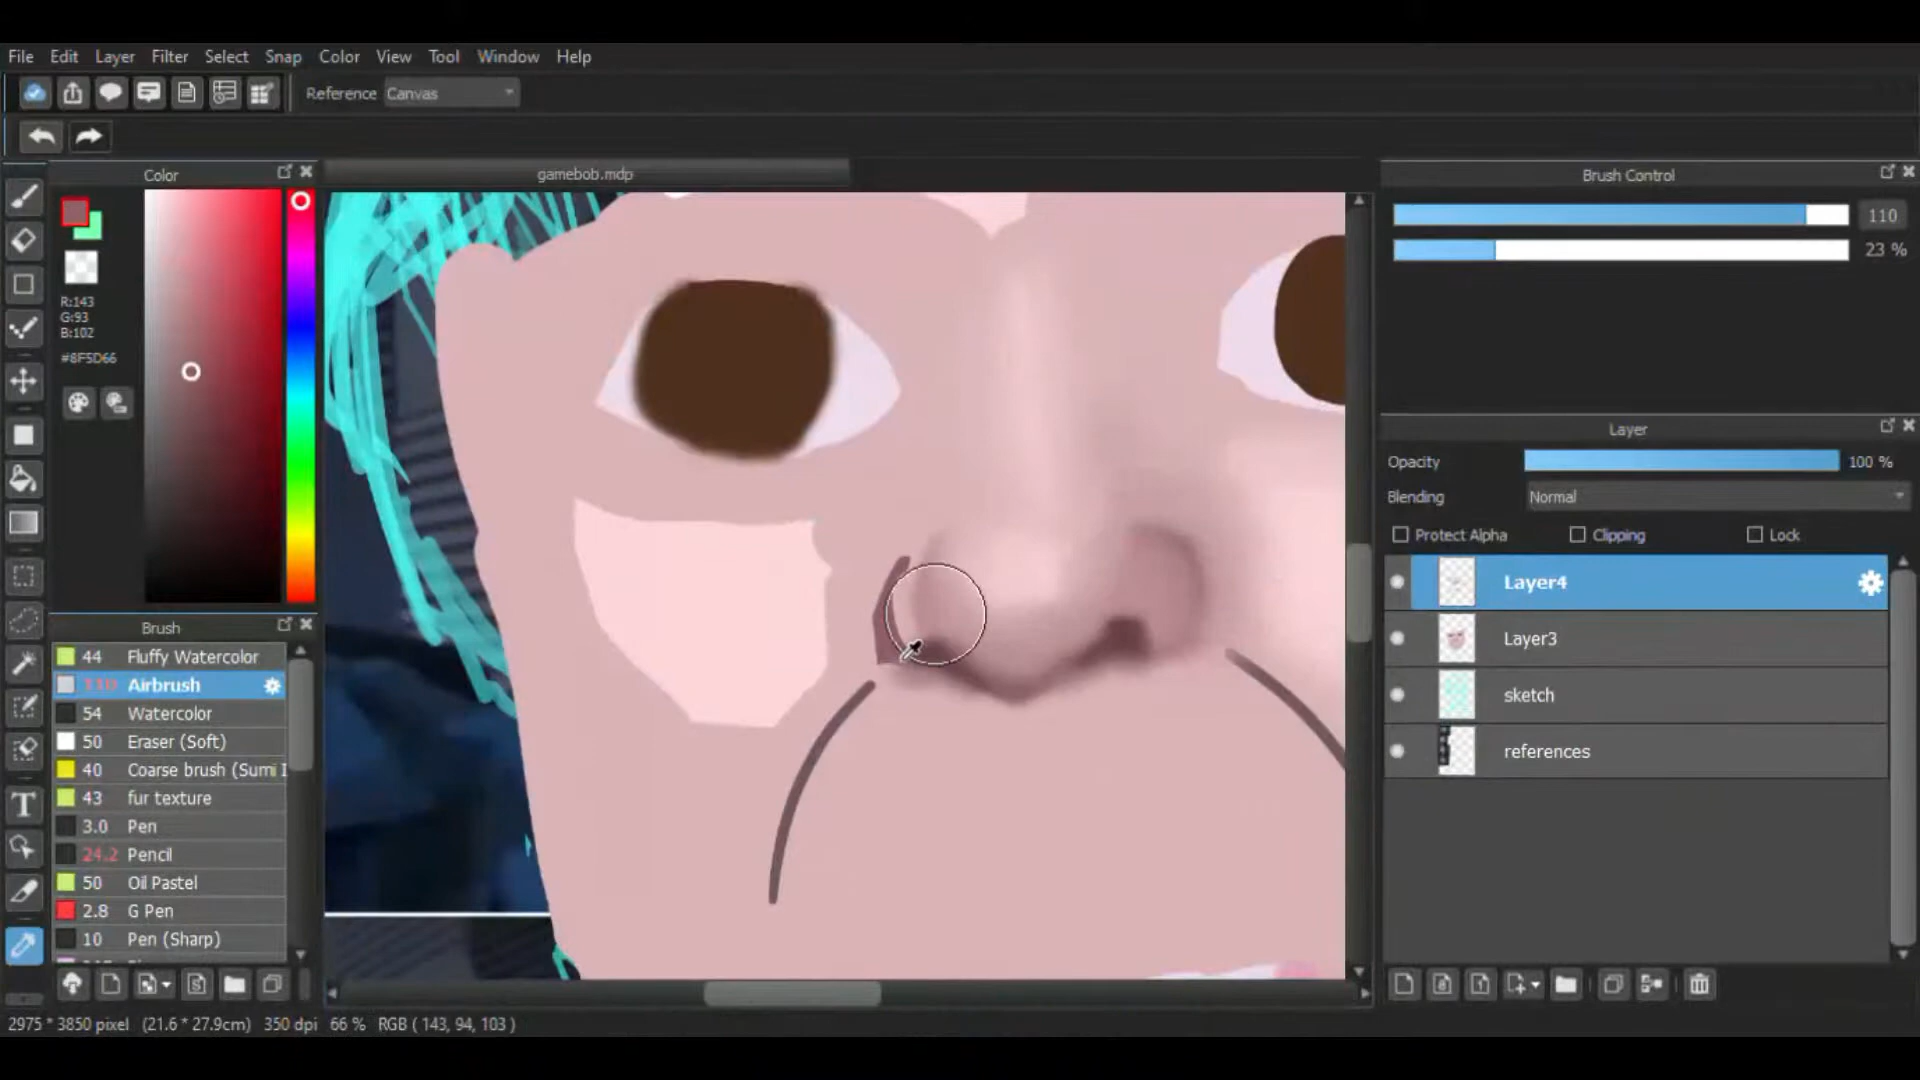 File Edit Layer Filter Select Snap Color View Tool Window Help
Reference Canvas
Color
gamebob.mdp
Brush Control
R:143
G:93
B:102
#8F5D66
110
23 %
Layer
Opacity 100 %
Blending Normal
Protect Alpha Clipping Lock
Layer4
Layer3
sketch
references
Brush
44 Fluffy Watercolor
110 Airbrush
54 Watercolor
50 Eraser (Soft)
40 Coarse brush (Sumi I
43 fur texture
3.0 Pen
24.2 Pencil
50 Oil Pastel
2.8 G Pen
10 Pen (Sharp)
2975 * 3850 pixel (21.6 * 27.9cm) 350 dpi 66 % RGB ( 143, 94, 103 )